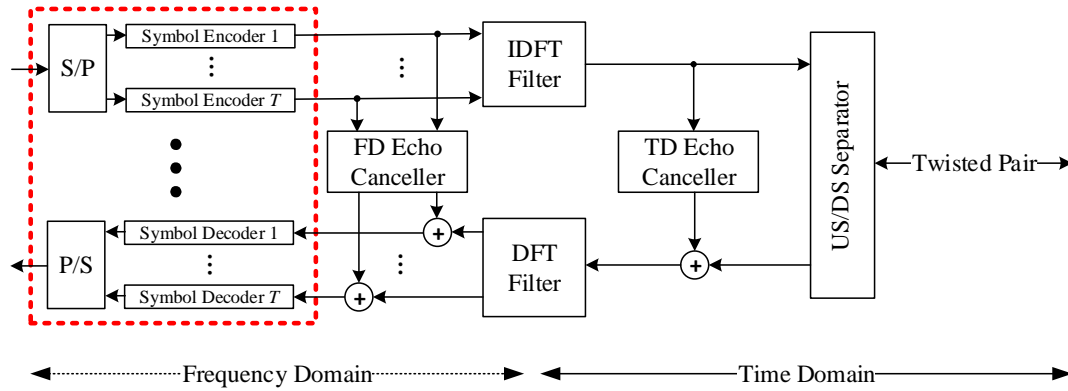 S/P
Symbol Encoder 1
Symbol Encoder T
IDFT
Filter
FD Echo
Canceller
TD Echo
Canceller
US/DS Separator
Twisted Pair
P/S
Symbol Decoder 1
Symbol Decoder T
+
+
+
DFT
Filter
Frequency Domain
Time Domain